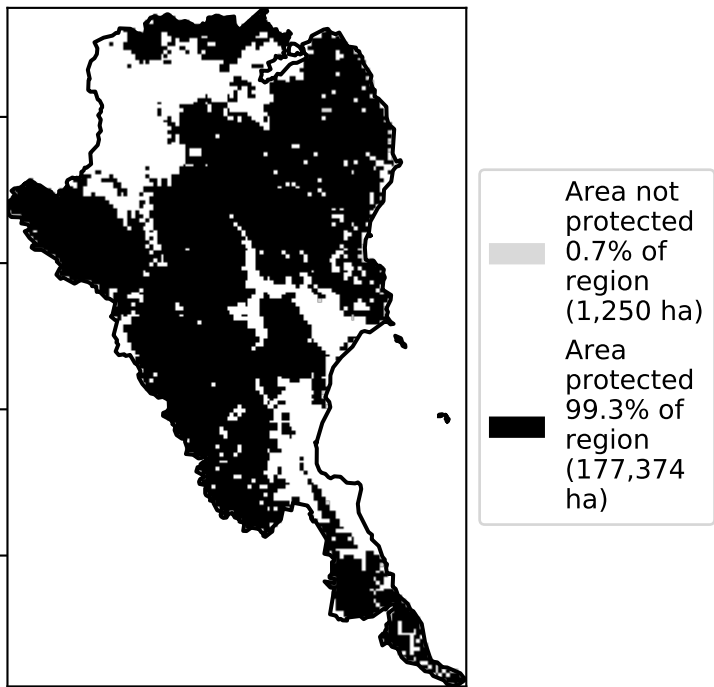 Area not
protected
0.7% of
region
(1,250 ha)
Area
protected
99.3% of
region
(177,374
ha)